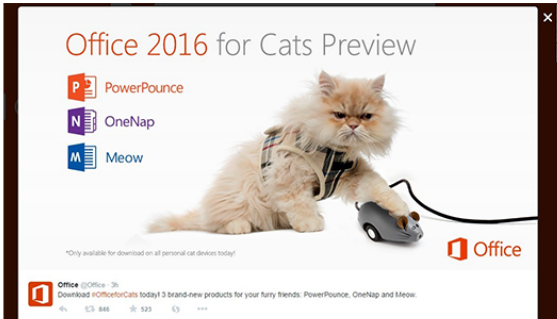 Office 2016 for Cats Preview
P PowerPounce
N OneNap
M Meow
*Only available for download on all personal cat devices today!
Office
Office @Office · 3h
Download #OfficeforCats today! 3 brand-new products for your furry friends: PowerPounce, OneNap and Meow.
846 523